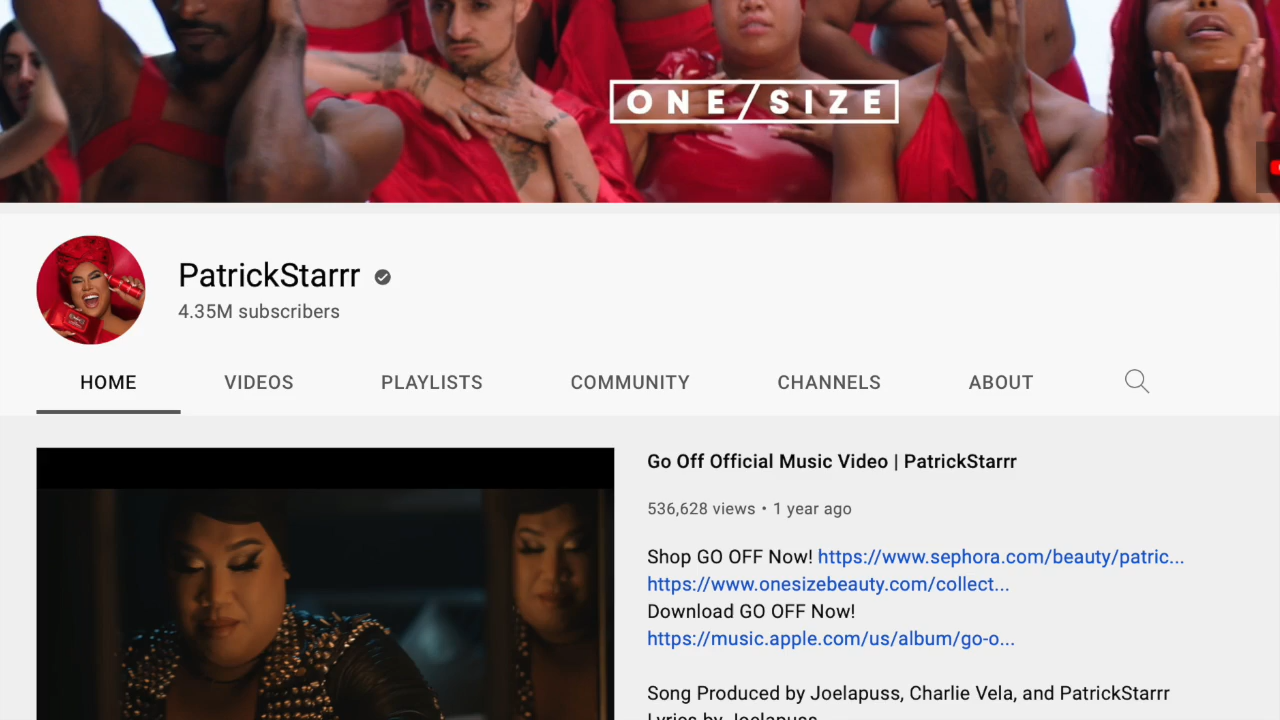 ONE/SIZE
PatrickStarrr
4.35M subscribers
HOME VIDEOS PLAYLISTS COMMUNITY CHANNELS ABOUT
Go Off Official Music Video | PatrickStarrr
536,628 views • 1 year ago
Shop GO OFF Now! https://www.sephora.com/beauty/patric...
https://www.onesizebeauty.com/collect...
Download GO OFF Now!
https://music.apple.com/us/album/go-o...
Song Produced by Joelapuss, Charlie Vela, and PatrickStarrr
Lyrics by Joelapuss